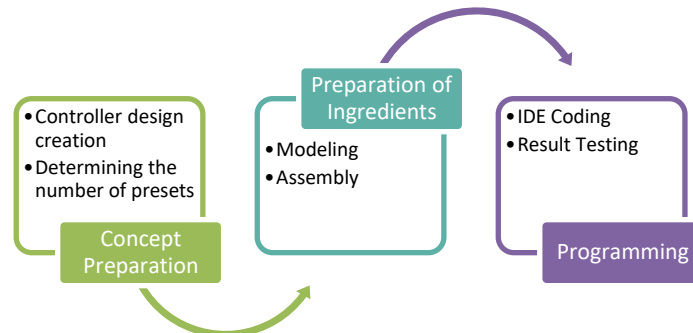 •Controller design
creation
•Determining the
number of presets
Concept
Preparation
Preparation of
Ingredients
•Modeling
•Assembly
•IDE Coding
•Result Testing
Programming